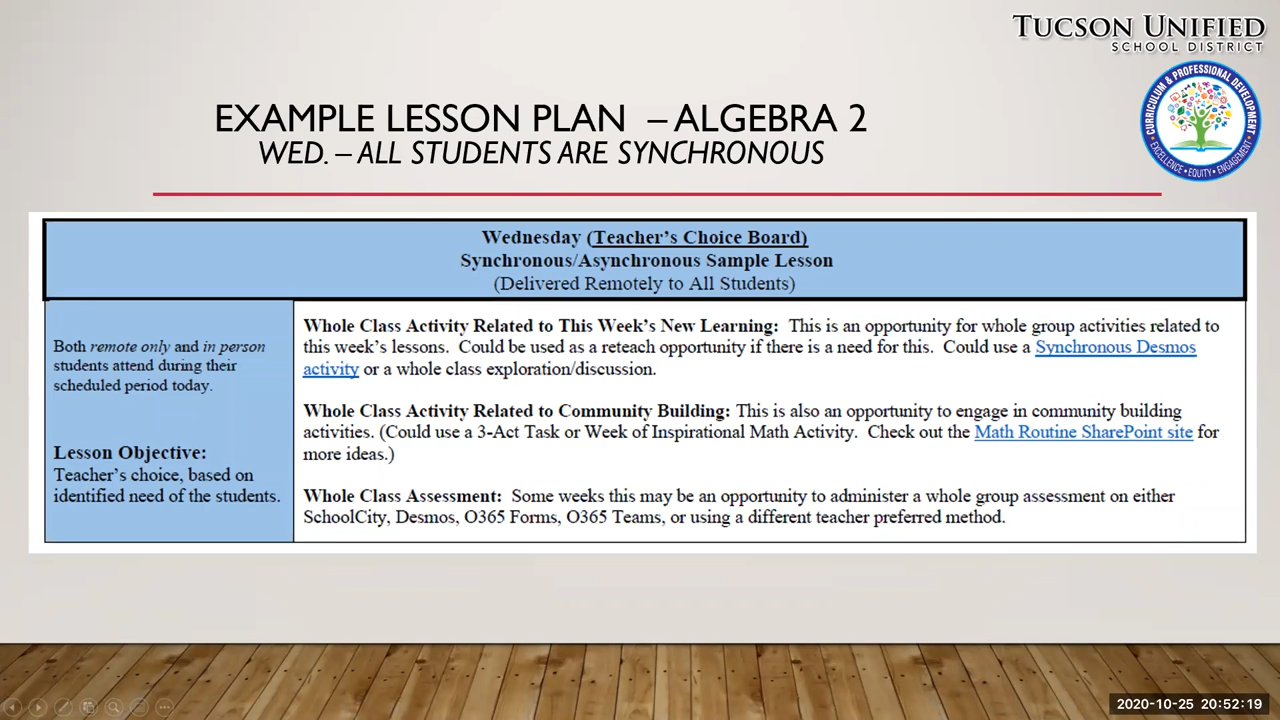 TUCSON UNIFIED
SCHOOL DISTRICT
CURRICULUM & PROFESSIONAL DEVELOPMENT
EXCELLENCE • EQUITY • ENGAGEMENT
EXAMPLE LESSON PLAN – ALGEBRA 2
WED. – ALL STUDENTS ARE SYNCHRONOUS
Wednesday (Teacher's Choice Board)
Synchronous/Asynchronous Sample Lesson
(Delivered Remotely to All Students)
Both remote only and in person
students attend during their
scheduled period today.
Lesson Objective:
Teacher's choice, based on
identified need of the students.
Whole Class Activity Related to This Week's New Learning: This is an opportunity for whole group activities related to
this week's lessons. Could be used as a reteach opportunity if there is a need for this. Could use a Synchronous Desmos
activity or a whole class exploration/discussion.
Whole Class Activity Related to Community Building: This is also an opportunity to engage in community building
activities. (Could use a 3-Act Task or Week of Inspirational Math Activity. Check out the Math Routine SharePoint site for
more ideas.)
Whole Class Assessment: Some weeks this may be an opportunity to administer a whole group assessment on either
SchoolCity, Desmos, O365 Forms, O365 Teams, or using a different teacher preferred method.
2020-10-25 20:52:19